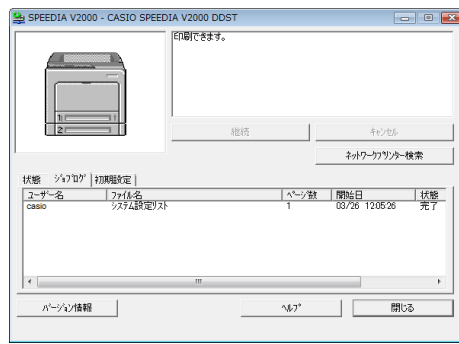 SPEEDIA V2000 - CASIO SPEEDIA V2000 DDST
印刷できます。
1
2
継続
キャンセル
ネットワークプリンター検索
状態 ジョブログ 初期設定
ユーザー名 ファイル名 ページ数 開始日 状態
casio システム設定リスト 1 03/26 12:05:26 完了
バージョン情報
ヘルプ
閉じる